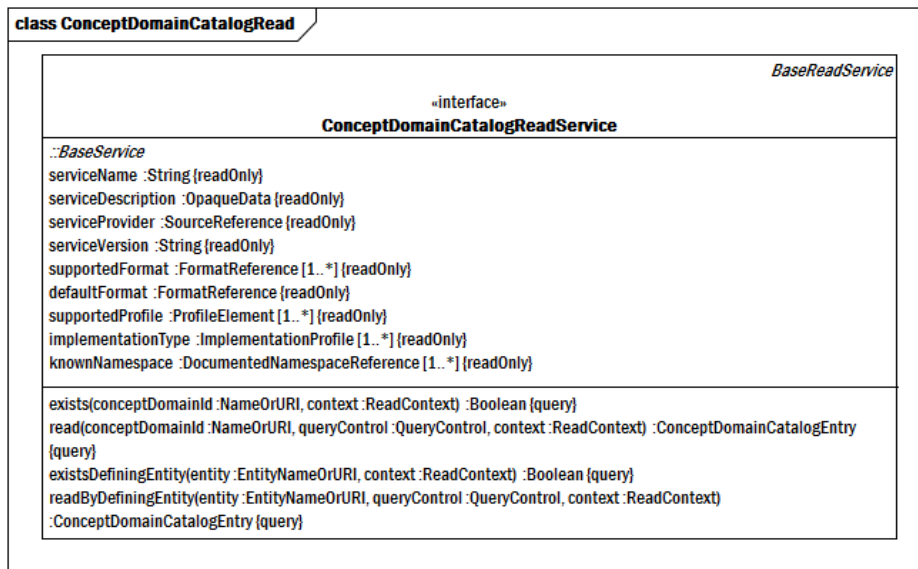 class ConceptDomainCatalogRead
BaseReadService
«interface»
ConceptDomainCatalogReadService
::BaseService
serviceName :String {readOnly}
serviceDescription :OpaqueData {readOnly}
serviceProvider :SourceReference {readOnly}
serviceVersion :String {readOnly}
supportedFormat :FormatReference [1..*] {readOnly}
defaultFormat :FormatReference {readOnly}
supportedProfile :ProfileElement [1..*] {readOnly}
implementationType :ImplementationProfile [1..*] {readOnly}
knownNamespace :DocumentedNamespaceReference [1..*] {readOnly}
exists(conceptDomainId :NameOrURI, context :ReadContext) :Boolean {query}
read(conceptDomainId :NameOrURI, queryControl :QueryControl, context :ReadContext) :ConceptDomainCatalogEntry
{query}
existsDefiningEntity(entity :EntityNameOrURI, context :ReadContext) :Boolean {query}
readByDefiningEntity(entity :EntityNameOrURI, queryControl :QueryControl, context :ReadContext)
:ConceptDomainCatalogEntry {query}